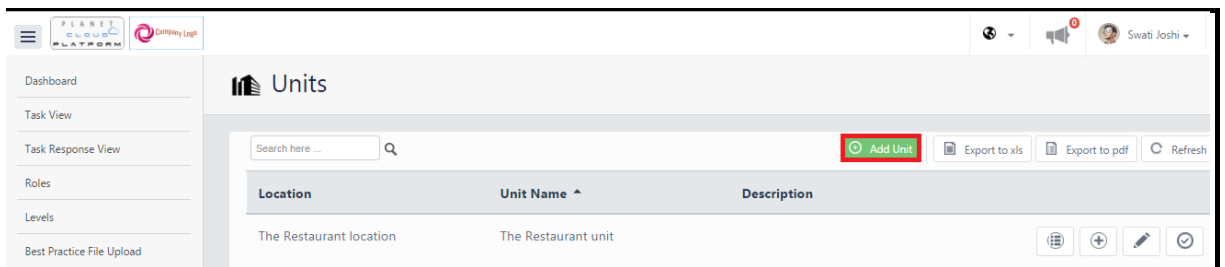 PLANET
CLOUD
PLATFORM
Company Logo
0
Swati Joshi
Dashboard
Units
Task View
Task Response View
Search here ...
Add Unit
Export to xls
Export to pdf
Refresh
Roles
Location
Unit Name
Description
Levels
The Restaurant location
The Restaurant unit
Best Practice File Upload